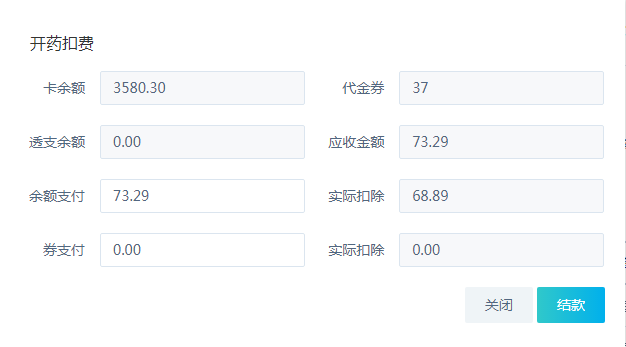 开药扣费
卡余额 3580.30 代金券 37
透支余额 0.00 应收金额 73.29
余额支付 73.29 实际扣除 68.89
券支付 0.00 实际扣除 0.00
关闭 结款